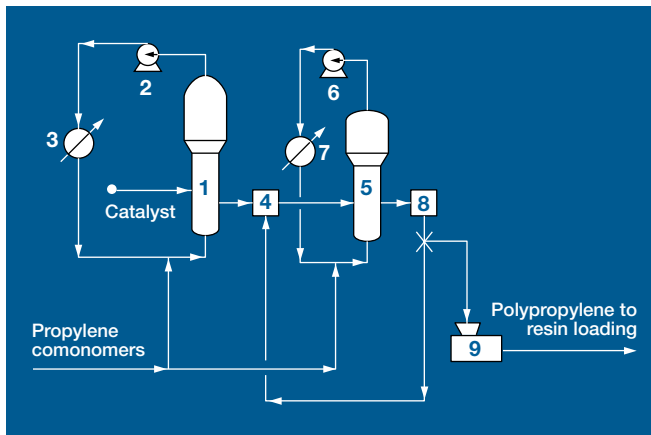 2
6
3
7
1
5
Catalyst
4
8
Propylene
comonomers
Polypropylene to
resin loading
9